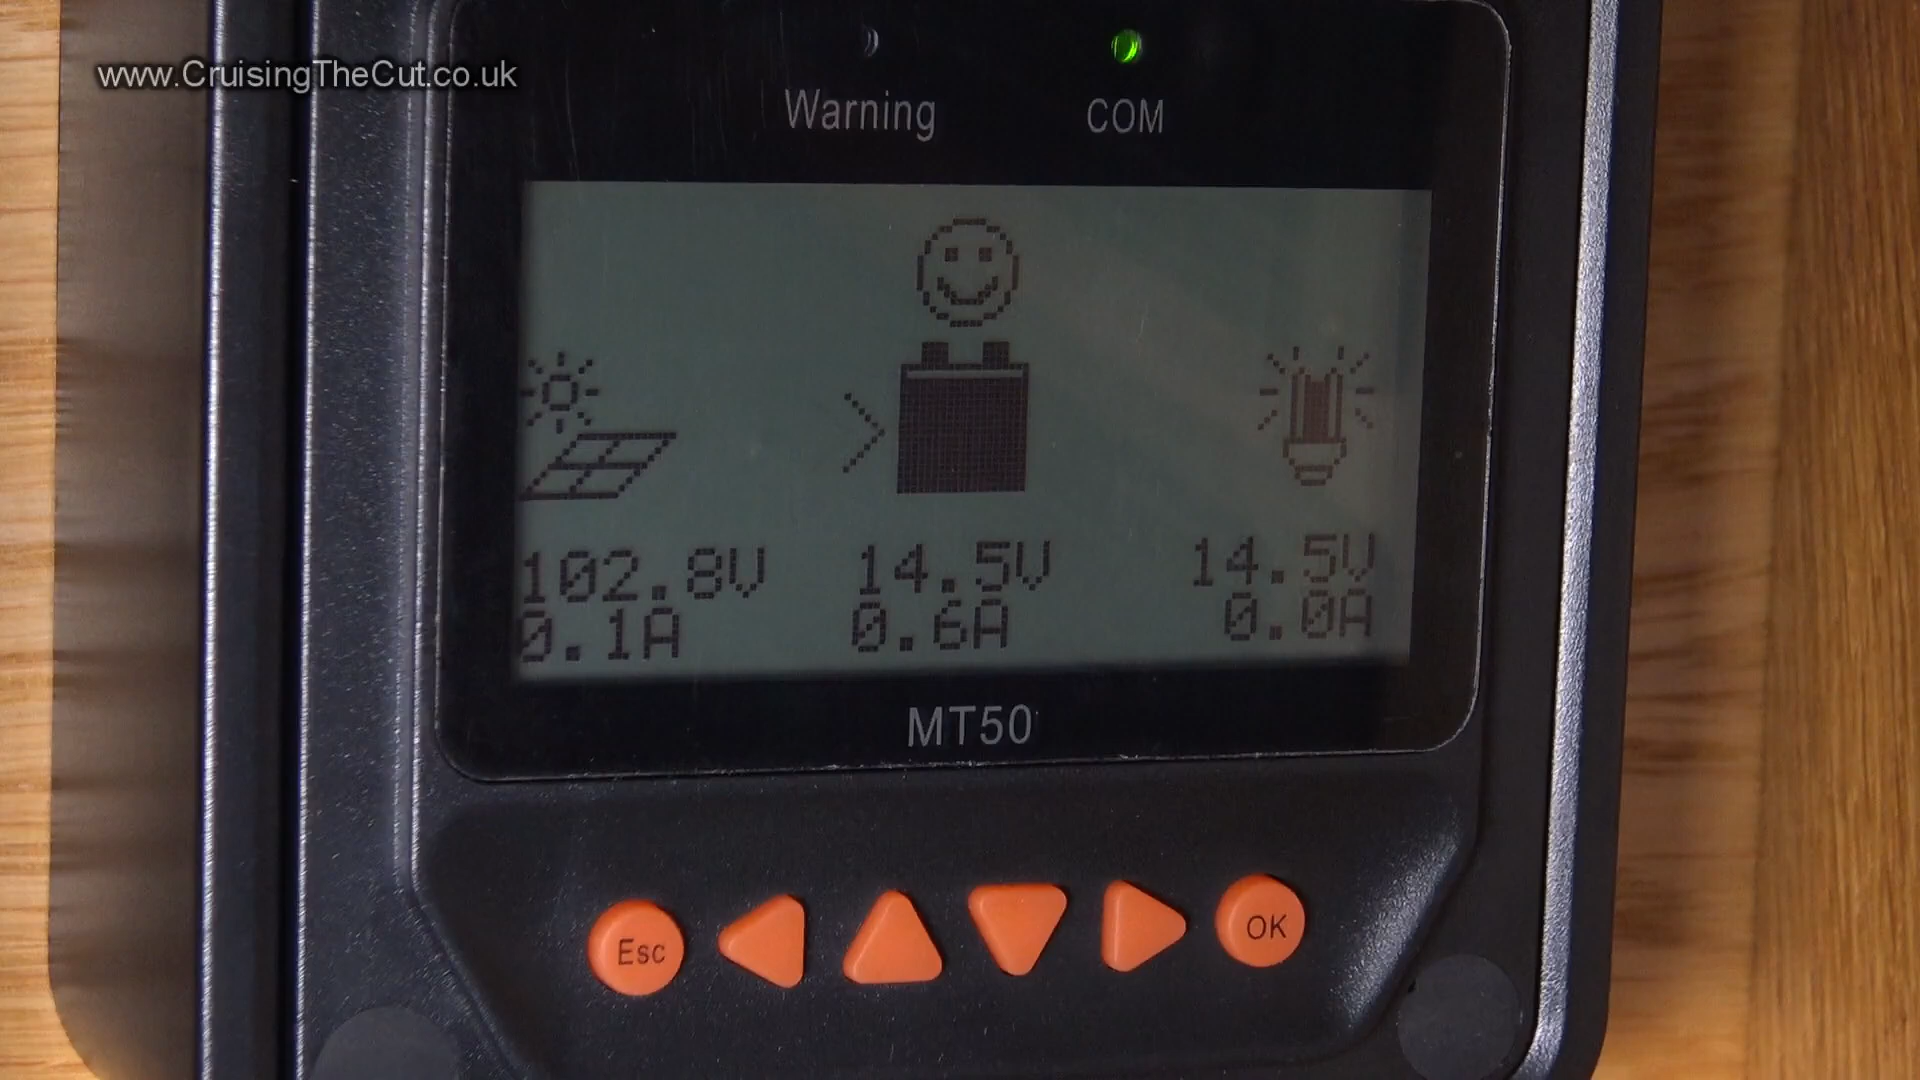 www.CruisingTheCut.co.uk
Warning COM
102.8V 14.5V 14.5V
0.1A 0.6A 0.0A
MT50
Esc OK